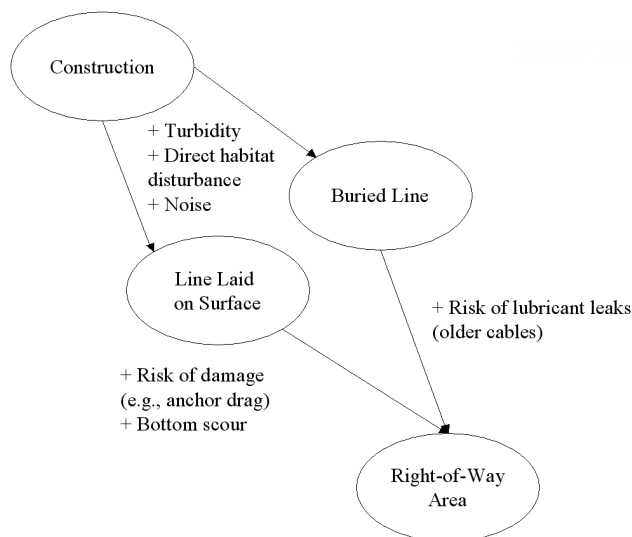 Construction
+ Turbidity
+ Direct habitat
disturbance
+ Noise
Buried Line
Line Laid
on Surface
+ Risk of lubricant leaks
(older cables)
+ Risk of damage
(e.g., anchor drag)
+ Bottom scour
Right-of-Way
Area